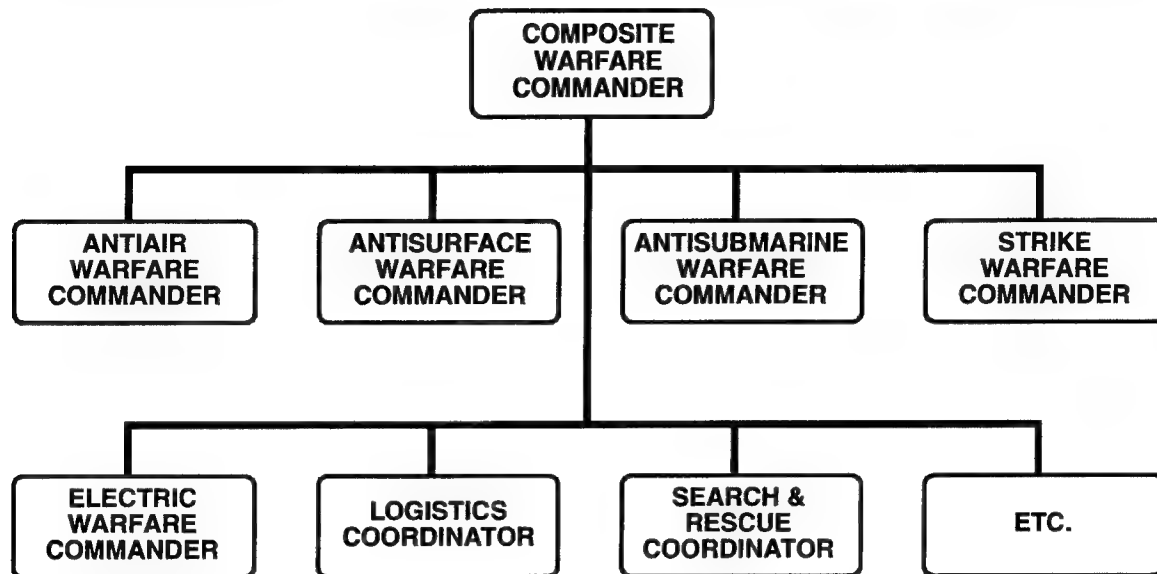 COMPOSITE
WARFARE
COMMANDER
ANTIAIR
WARFARE
COMMANDER
ANTISURFACE
WARFARE
COMMANDER
ANTISUBMARINE
WARFARE
COMMANDER
STRIKE
WARFARE
COMMANDER
ELECTRIC
WARFARE
COMMANDER
LOGISTICS
COORDINATOR
SEARCH &
RESCUE
COORDINATOR
ETC.